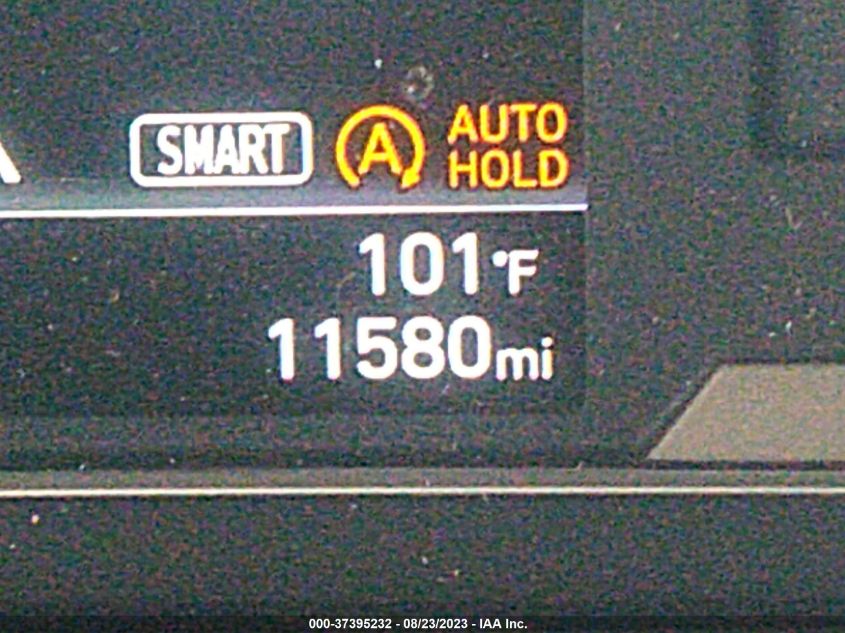 SMART A AUTO
HOLD
101°F
11580mi
000-37395232 - 08/23/2023 - IAA Inc.